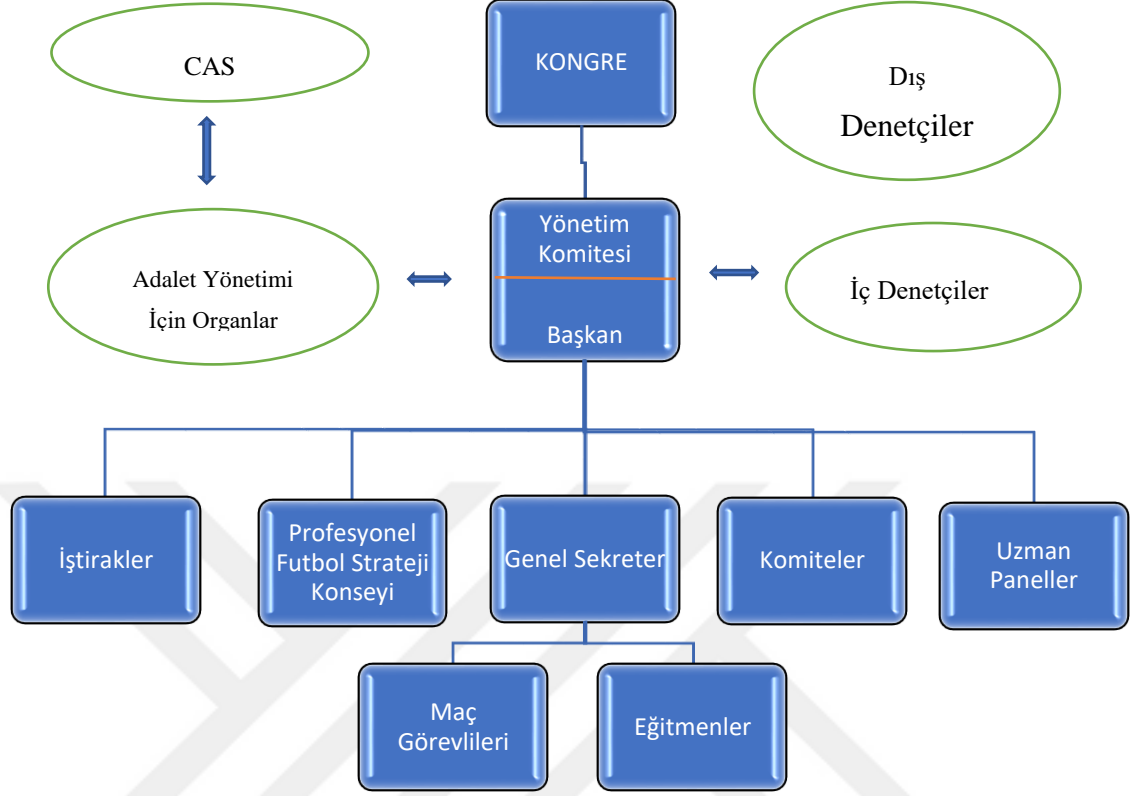 CAS
KONGRE
Dış
Denetçiler
Yönetim
Komitesi
Başkan
Adalet Yönetimi
İçin Organlar
İç Denetçiler
İştirakler
Profesyonel
Futbol Strateji
Konseyi
Genel Sekreter
Komiteler
Uzman
Paneller
Maç
Görevlileri
Eğitmenler